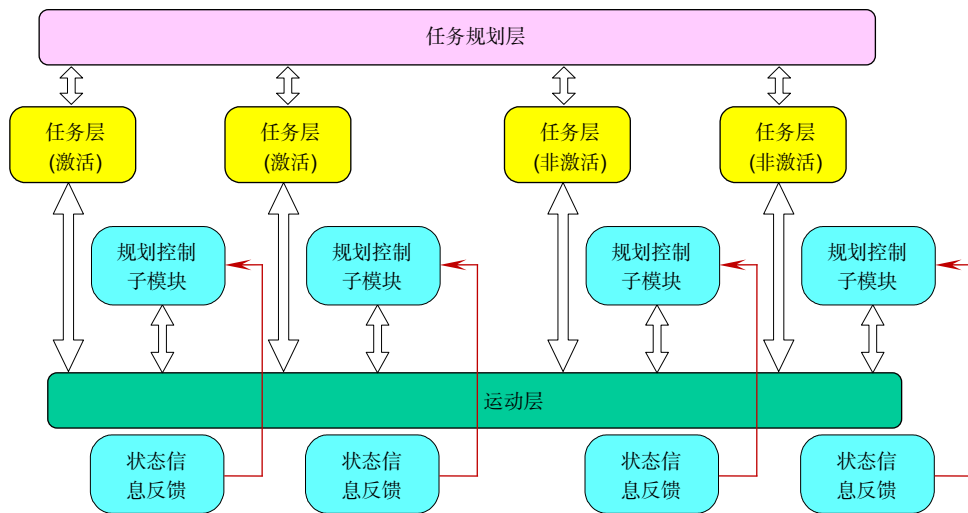 任务规划层
任务层
(激活)
任务层
(激活)
任务层
(非激活)
任务层
(非激活)
规划控制
子模块
规划控制
子模块
规划控制
子模块
规划控制
子模块
运动层
状态信
息反馈
状态信
息反馈
状态信
息反馈
状态信
息反馈